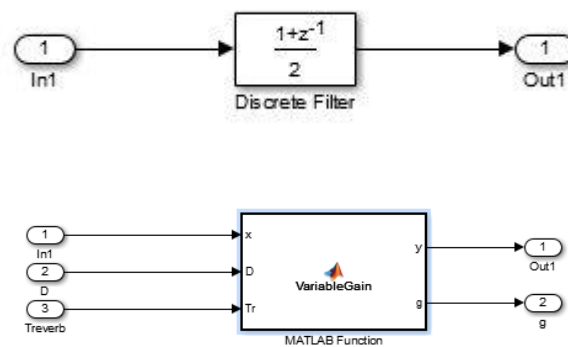 1
In1
1+z-1
2
Discrete Filter
1
Out1
1
In1
2
D
3
Treverb
x
D
Tr
VariableGain
y
g
MATLAB Function
1
Out1
2
g